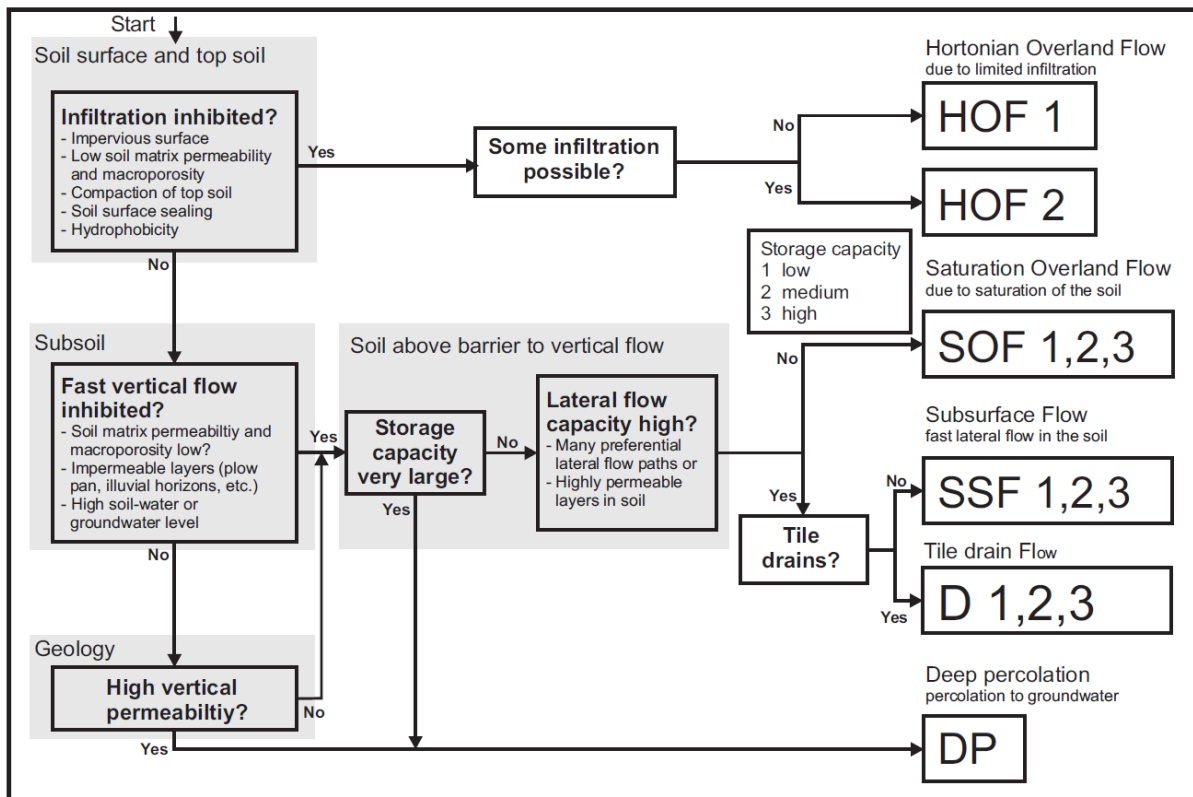 Start
Soil surface and top soil
Infiltration inhibited?
- Impervious surface
- Low soil matrix permeability
and macroporosity
- Compaction of top soil
- Soil surface sealing
- Hydrophobicity
Yes
No
Some infiltration
possible?
No
Yes
Hortonian Overland Flow
due to limited infiltration
HOF 1
HOF 2
Storage capacity
1 low
2 medium
3 high
Saturation Overland Flow
due to saturation of the soil
SOF 1,2,3
Subsoil
Fast vertical flow
inhibited?
- Soil matrix permeabiltiy and
macroporosity low?
- Impermeable layers (plow
pan, illuvial horizons, etc.)
- High soil-water or
groundwater level
Yes
No
Soil above barrier to vertical flow
Storage
capacity
very large?
No
Yes
Lateral flow
capacity high?
- Many preferential
lateral flow paths or
- Highly permeable
layers in soil
No
Yes
Tile
drains?
No
Yes
Subsurface Flow
fast lateral flow in the soil
SSF 1,2,3
Tile drain Flow
D 1,2,3
Geology
High vertical
permeabiltiy?
No
Yes
Deep percolation
percolation to groundwater
DP